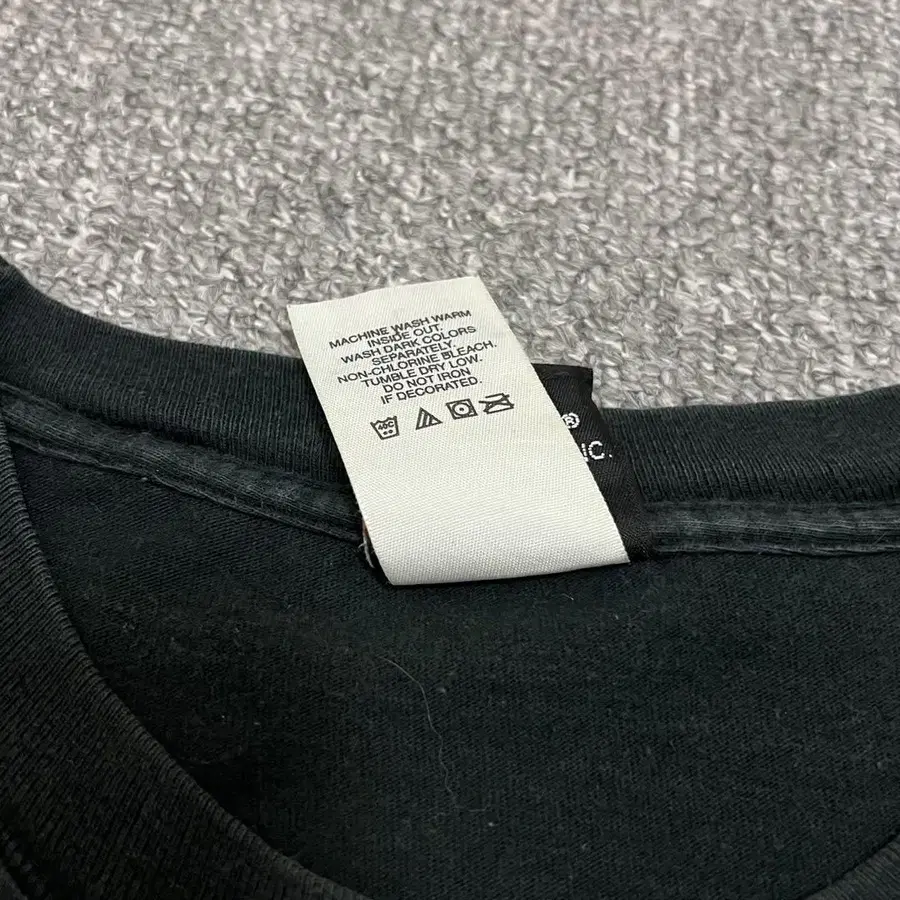 MACHINE WASH WARM
INSIDE OUT.
WASH DARK COLORS
SEPARATELY.
NON-CHLORINE BLEACH.
TUMBLE DRY LOW.
DO NOT IRON
IF DECORATED.
40C
®
NC.